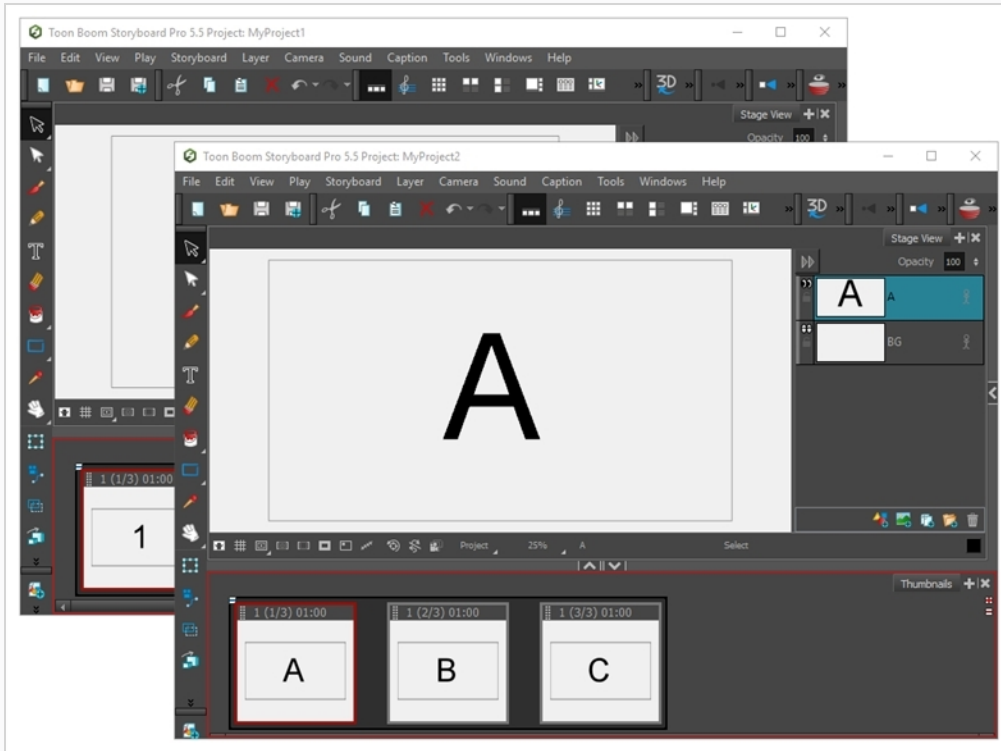 Toon Boom Storyboard Pro 5.5 Project: MyProject1
File Edit View Play Storyboard Layer Camera Sound Caption Tools Windows Help
3D
Stage View
Opacity 100
T
1 (1/3) 01:00
1
Toon Boom Storyboard Pro 5.5 Project: MyProject2
File Edit View Play Storyboard Layer Camera Sound Caption Tools Windows Help
3D
Stage View
Opacity 100
A A
BG
T
A
Project 25% A Select
Thumbnails
1 (1/3) 01:00 1 (2/3) 01:00 1 (3/3) 01:00
A B C